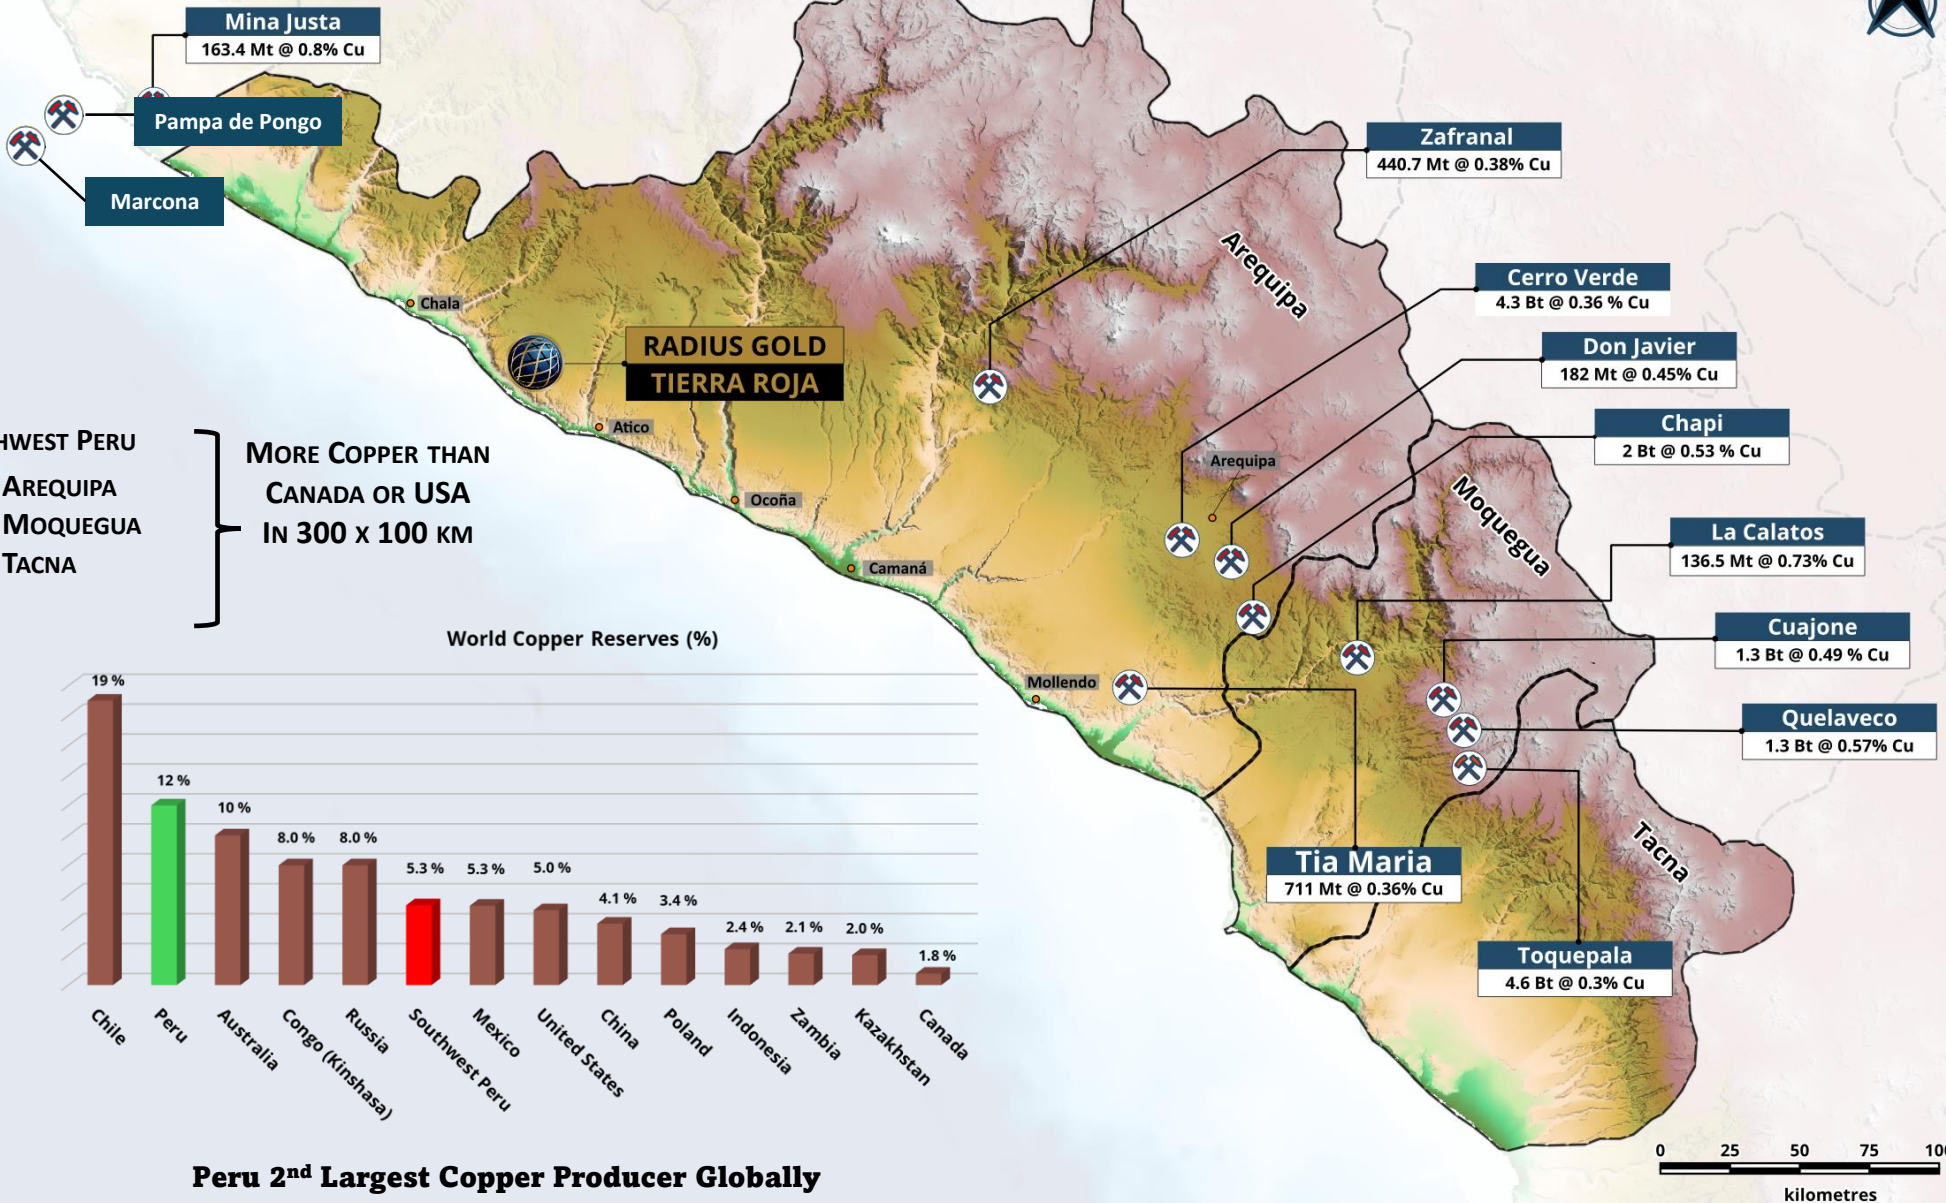 Mina Justa
163.4 Mt @ 0.8% Cu
Pampa de Pongo
Marcona
Zafranal
440.7 Mt @ 0.38% Cu
Arequipa
Cerro Verde
4.3 Bt @ 0.36 % Cu
Chala
RADIUS GOLD
TIERRA ROJA
Don Javier
182 Mt @ 0.45% Cu
Atico
Chapi
2 Bt @ 0.53 % Cu
PERU
AREQUIPA
MOQUEGUA
TACNA
MORE COPPER THAN
CANADA OR USA
IN 300 X 100 KM
Arequipa
Ocoña
Moquegua
La Calatos
136.5 Mt @ 0.73% Cu
Camaná
Cuajone
1.3 Bt @ 0.49 % Cu
Mollendo
Quelaveco
1.3 Bt @ 0.57% Cu
Tia Maria
711 Mt @ 0.36% Cu
Tacna
Toquepala
4.6 Bt @ 0.3% Cu
World Copper Reserves (%)
19 %
12 %
10 %
8.0 %
8.0 %
5.3 %
5.3 %
5.0 %
4.1 %
3.4 %
2.4 %
2.1 %
2.0 %
1.8 %
Chile
Peru
Australia
Congo (Kinshasa)
Russia
Southwest Peru
Mexico
United States
China
Poland
Indonesia
Zambia
Kazakhstan
Canada
Peru 2nd Largest Copper Producer Globally
0 25 50 75
kilometres